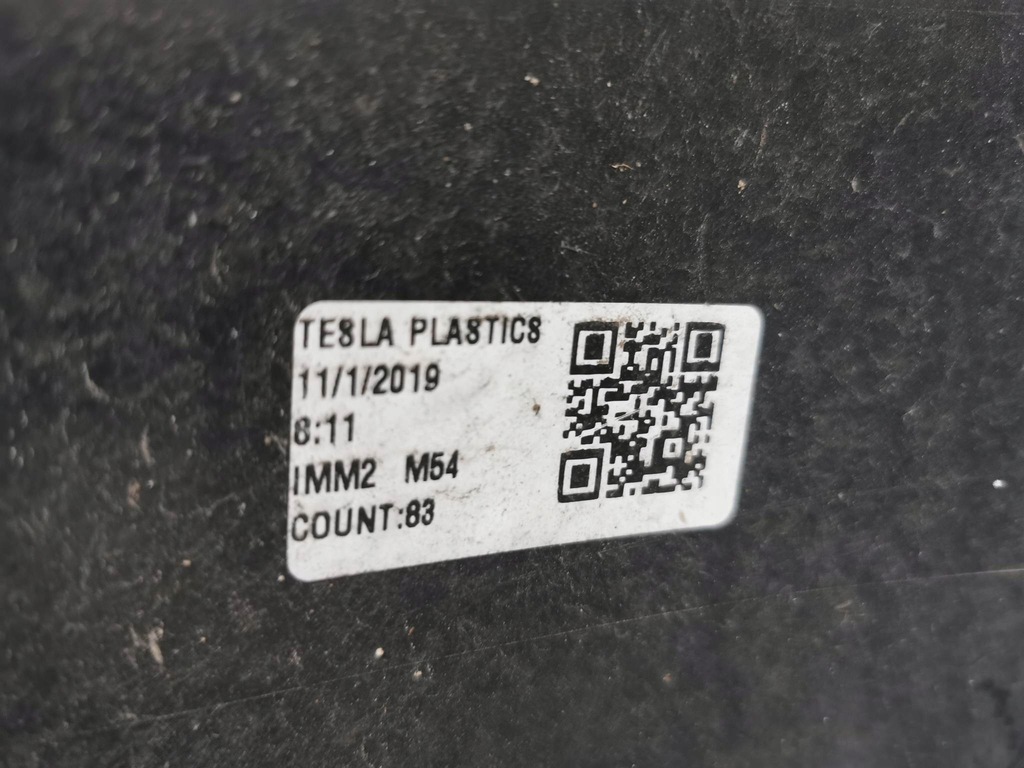 TESLA PLASTICS
11/1/2019
8:11
IMM2 M54
COUNT:83